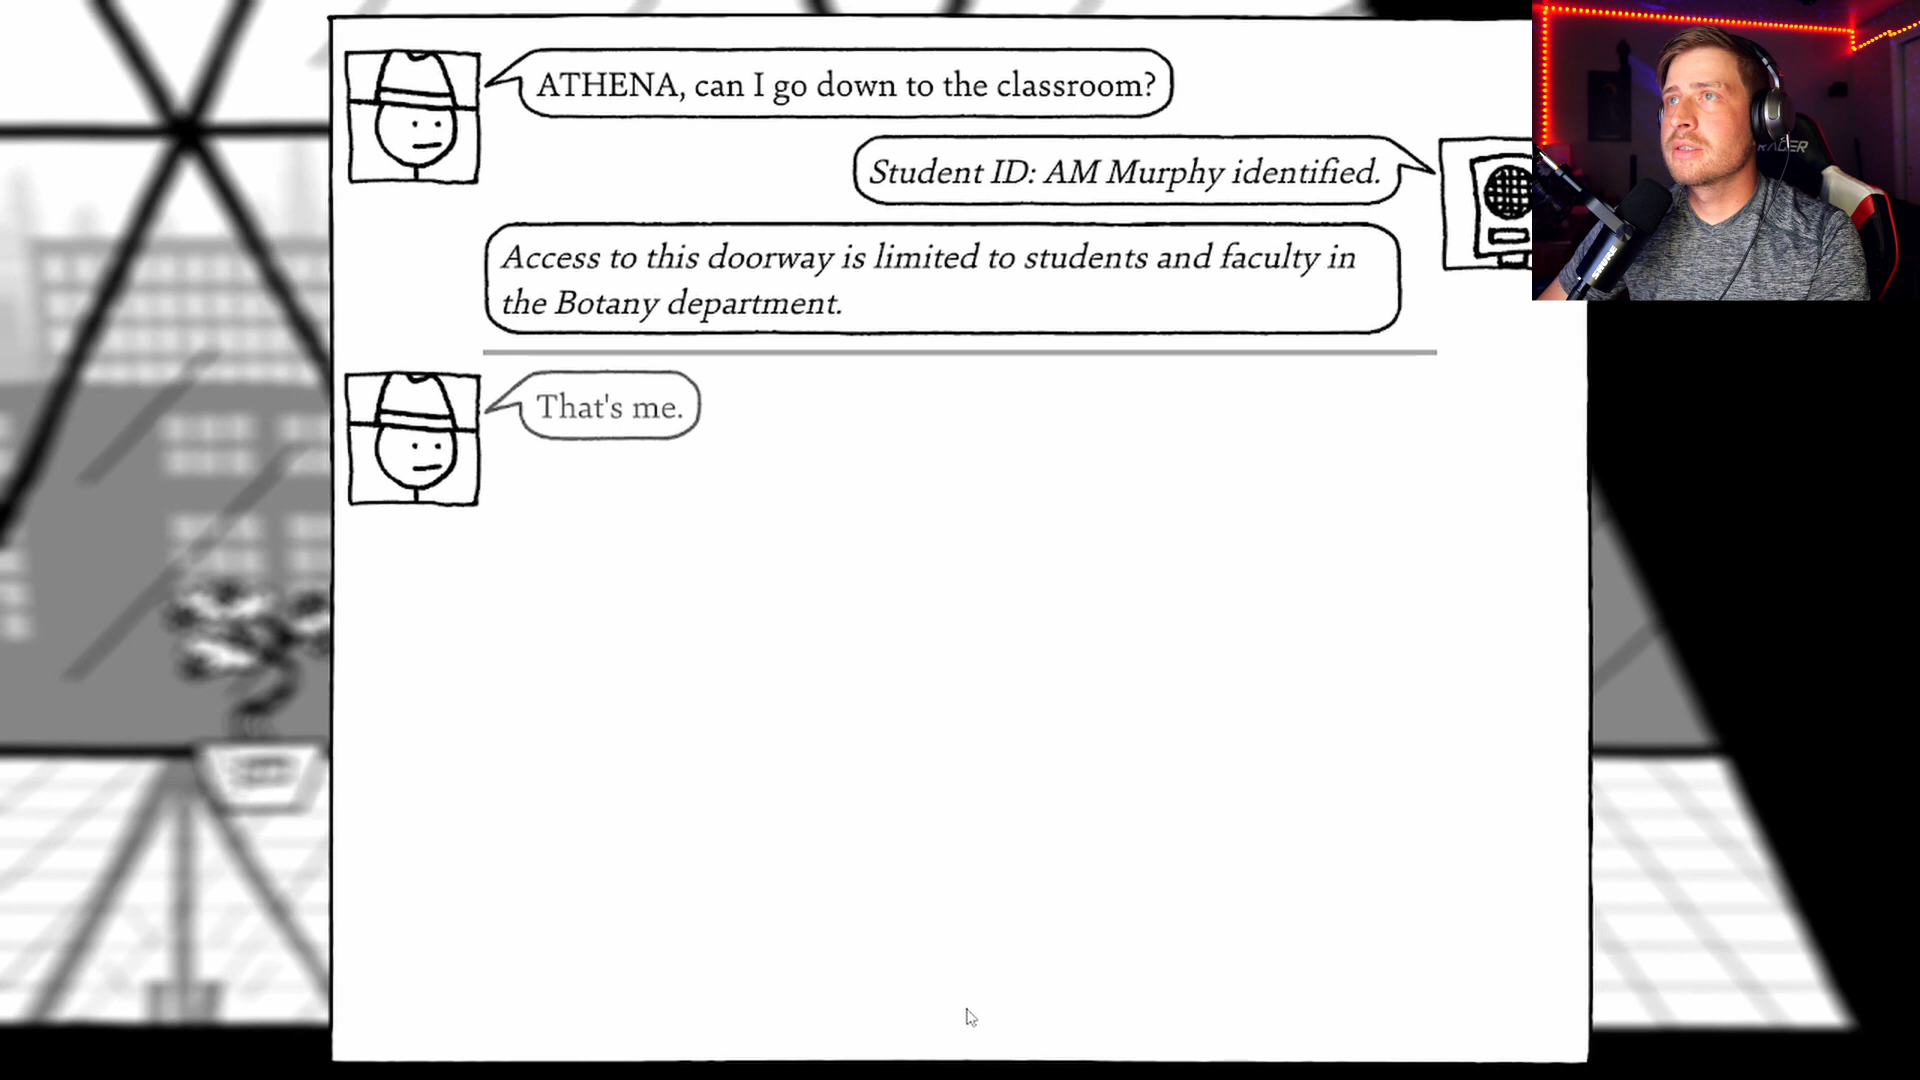 ATHENA, can I go down to the classroom?
Student ID: AM Murphy identified.
Access to this doorway is limited to students and faculty in
the Botany department.
That's me.